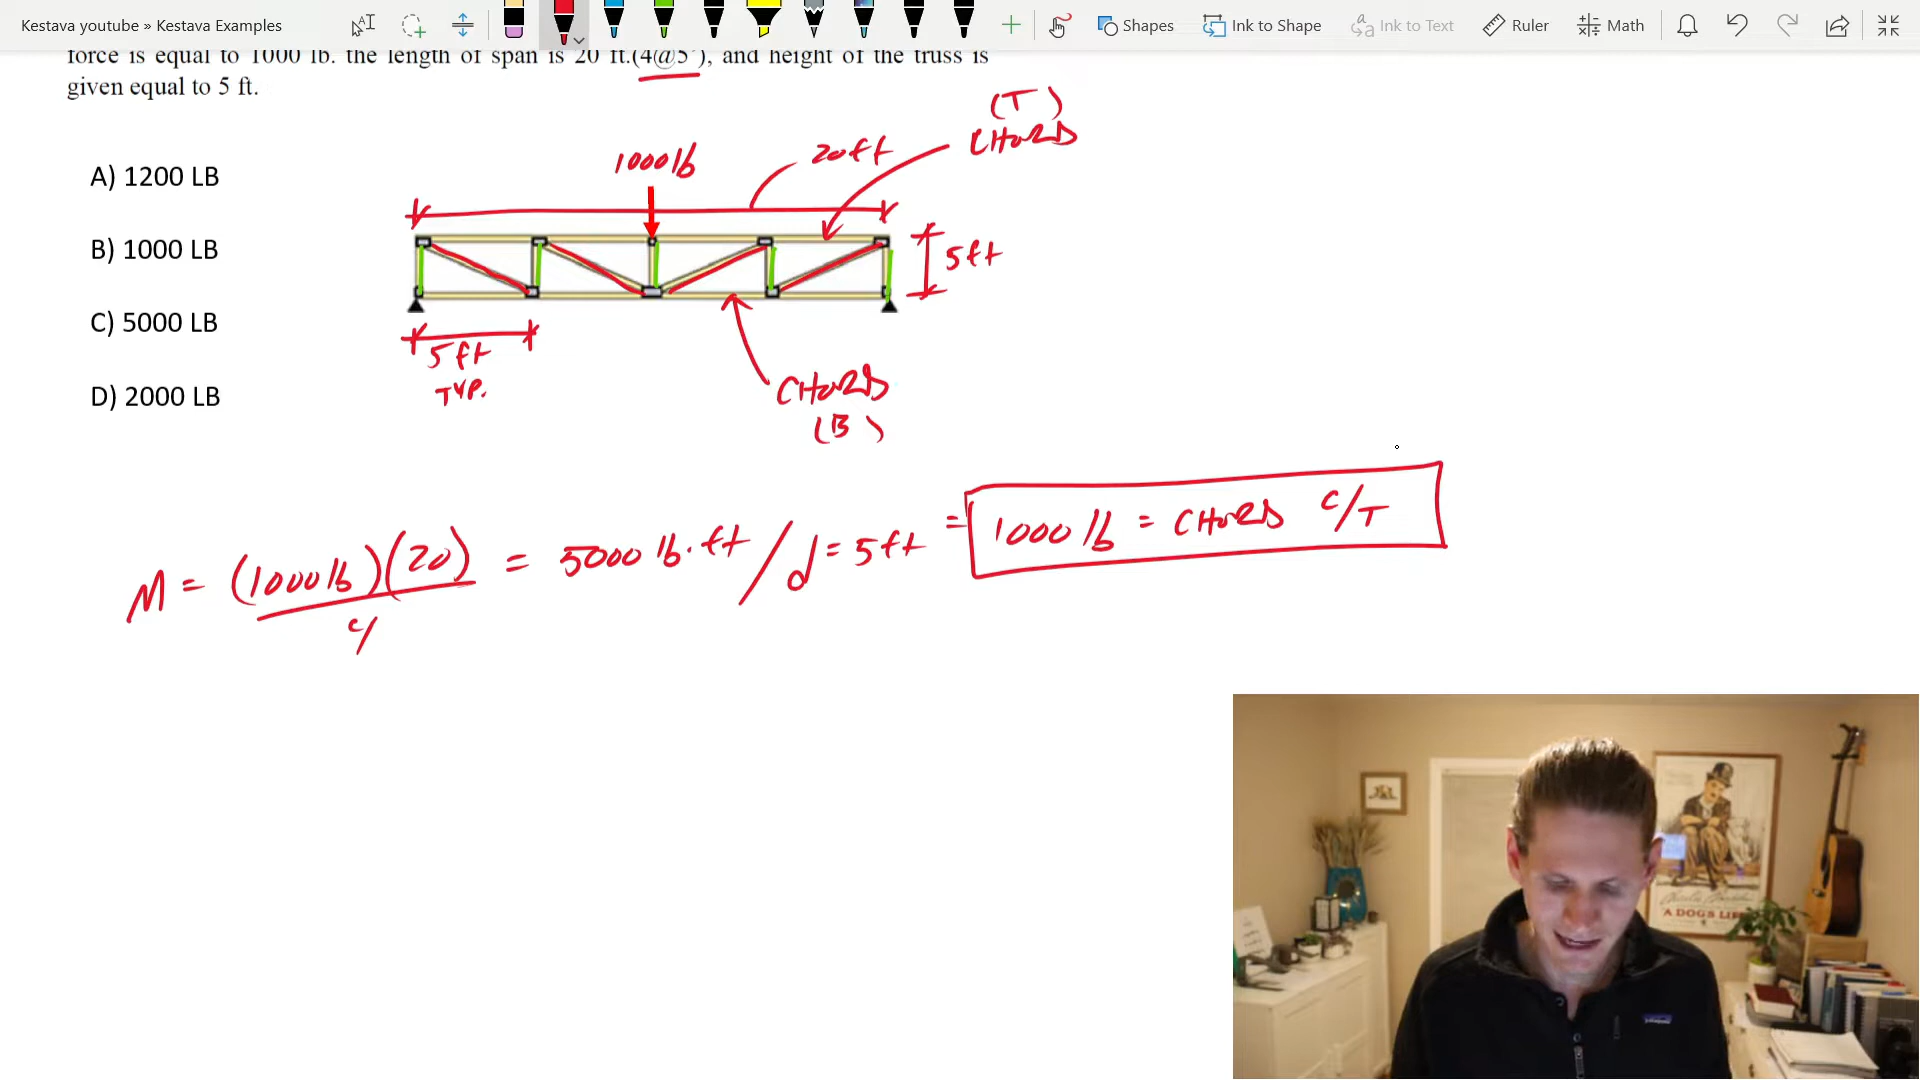 Kestava youtube » Kestava Examples
Shapes
Ink to Shape
Ink to Text
Ruler
Math
force is equal to 1000 lb. the length of span is 20 ft.(4@5'), and height of the truss is
given equal to 5 ft.
A) 1200 LB
B) 1000 LB
C) 5000 LB
D) 2000 LB
(T)
CHORD
1000 lb
20 ft
5 ft
5 ft
TYP.
CHORD
(B)
M = (1000 lb)(20) / 4 = 5000 lb·ft / d = 5 ft = 1000 lb = CHORD C/T
A DOG'S LIFE
patagonia